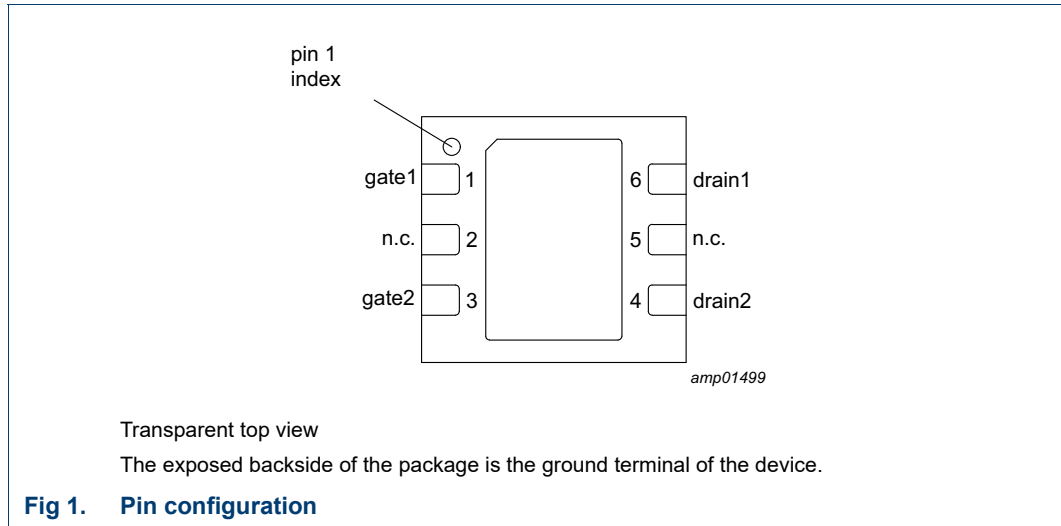 pin 1
index
gate1 1 6 drain1
n.c. 2 5 n.c.
gate2 3 4 drain2
amp01499
Transparent top view
The exposed backside of the package is the ground terminal of the device.
Fig 1. Pin configuration